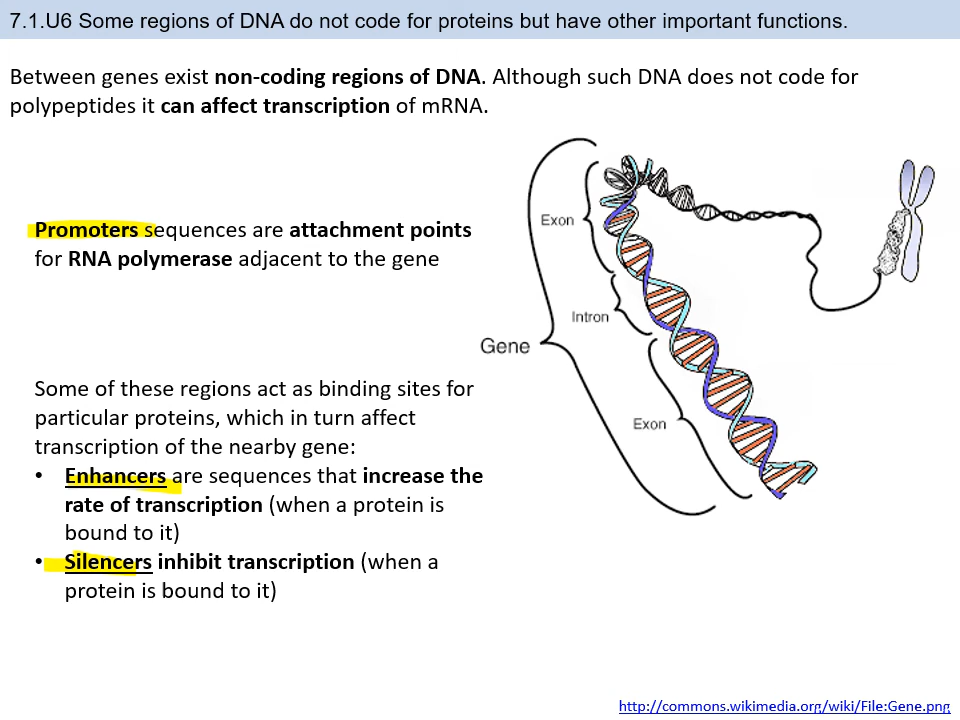 7.1.U6 Some regions of DNA do not code for proteins but have other important functions.
Between genes exist non-coding regions of DNA. Although such DNA does not code for
polypeptides it can affect transcription of mRNA.
Promoters sequences are attachment points
for RNA polymerase adjacent to the gene
Exon
Intron
Gene
Exon
Some of these regions act as binding sites for
particular proteins, which in turn affect
transcription of the nearby gene:
• Enhancers are sequences that increase the
rate of transcription (when a protein is
bound to it)
• Silencers inhibit transcription (when a
protein is bound to it)
http://commons.wikimedia.org/wiki/File:Gene.png